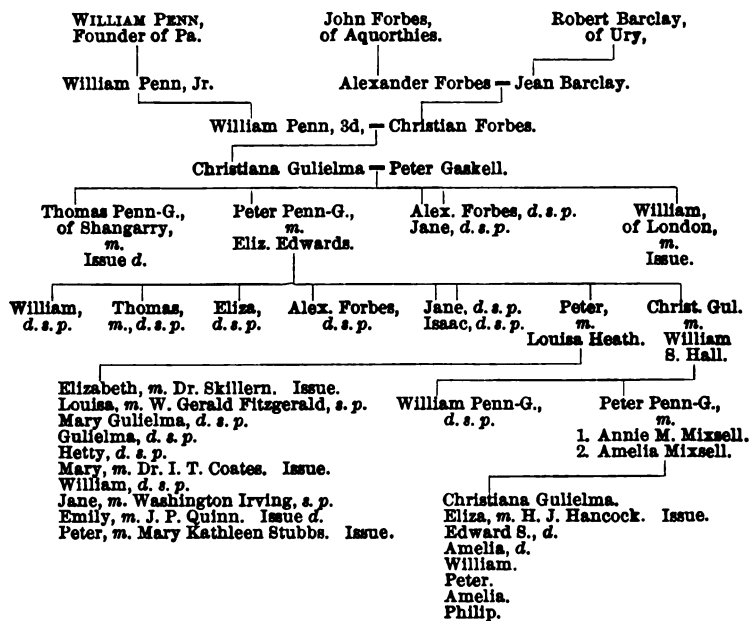 WILLIAM PENN,
Founder of Pa.
John Forbes,
of Aquorthies.
Robert Barclay,
of Ury,
William Penn, Jr.
Alexander Forbes — Jean Barclay.
William Penn, 3d, — Christian Forbes.
Christiana Gulielma — Peter Gaskell.
Thomas Penn-G.,
of Shangarry,
m.
Issue d.
Peter Penn-G.,
m.
Eliz. Edwards.
Alex. Forbes, d. s. p.
Jane, d. s. p.
William,
of London,
m.
Issue.
William,
d. s. p.
Thomas,
m., d. s. p.
Eliza,
d. s. p.
Alex. Forbes,
d. s. p.
Jane, d. s. p.
Isaac, d. s. p.
Peter,
m.
Louisa Heath.
Christ. Gul.
m.
William
S. Hall.
Elizabeth, m. Dr. Skillern. Issue.
Louisa, m. W. Gerald Fitzgerald, s. p.
Mary Gulielma, d. s. p.
Gulielma, d. s. p.
Hetty, d. s. p.
Mary, m. Dr. I. T. Coates. Issue.
William, d. s. p.
Jane, m. Washington Irving, s. p.
Emily, m. J. P. Quinn. Issue d.
Peter, m. Mary Kathleen Stubbs. Issue.
William Penn-G.,
d. s. p.
Peter Penn-G.,
m.
1. Annie M. Mixsell.
2. Amelia Mixsell.
Christiana Gulielma.
Eliza, m. H. J. Hancock. Issue.
Edward S., d.
Amelia, d.
William.
Peter.
Amelia.
Philip.